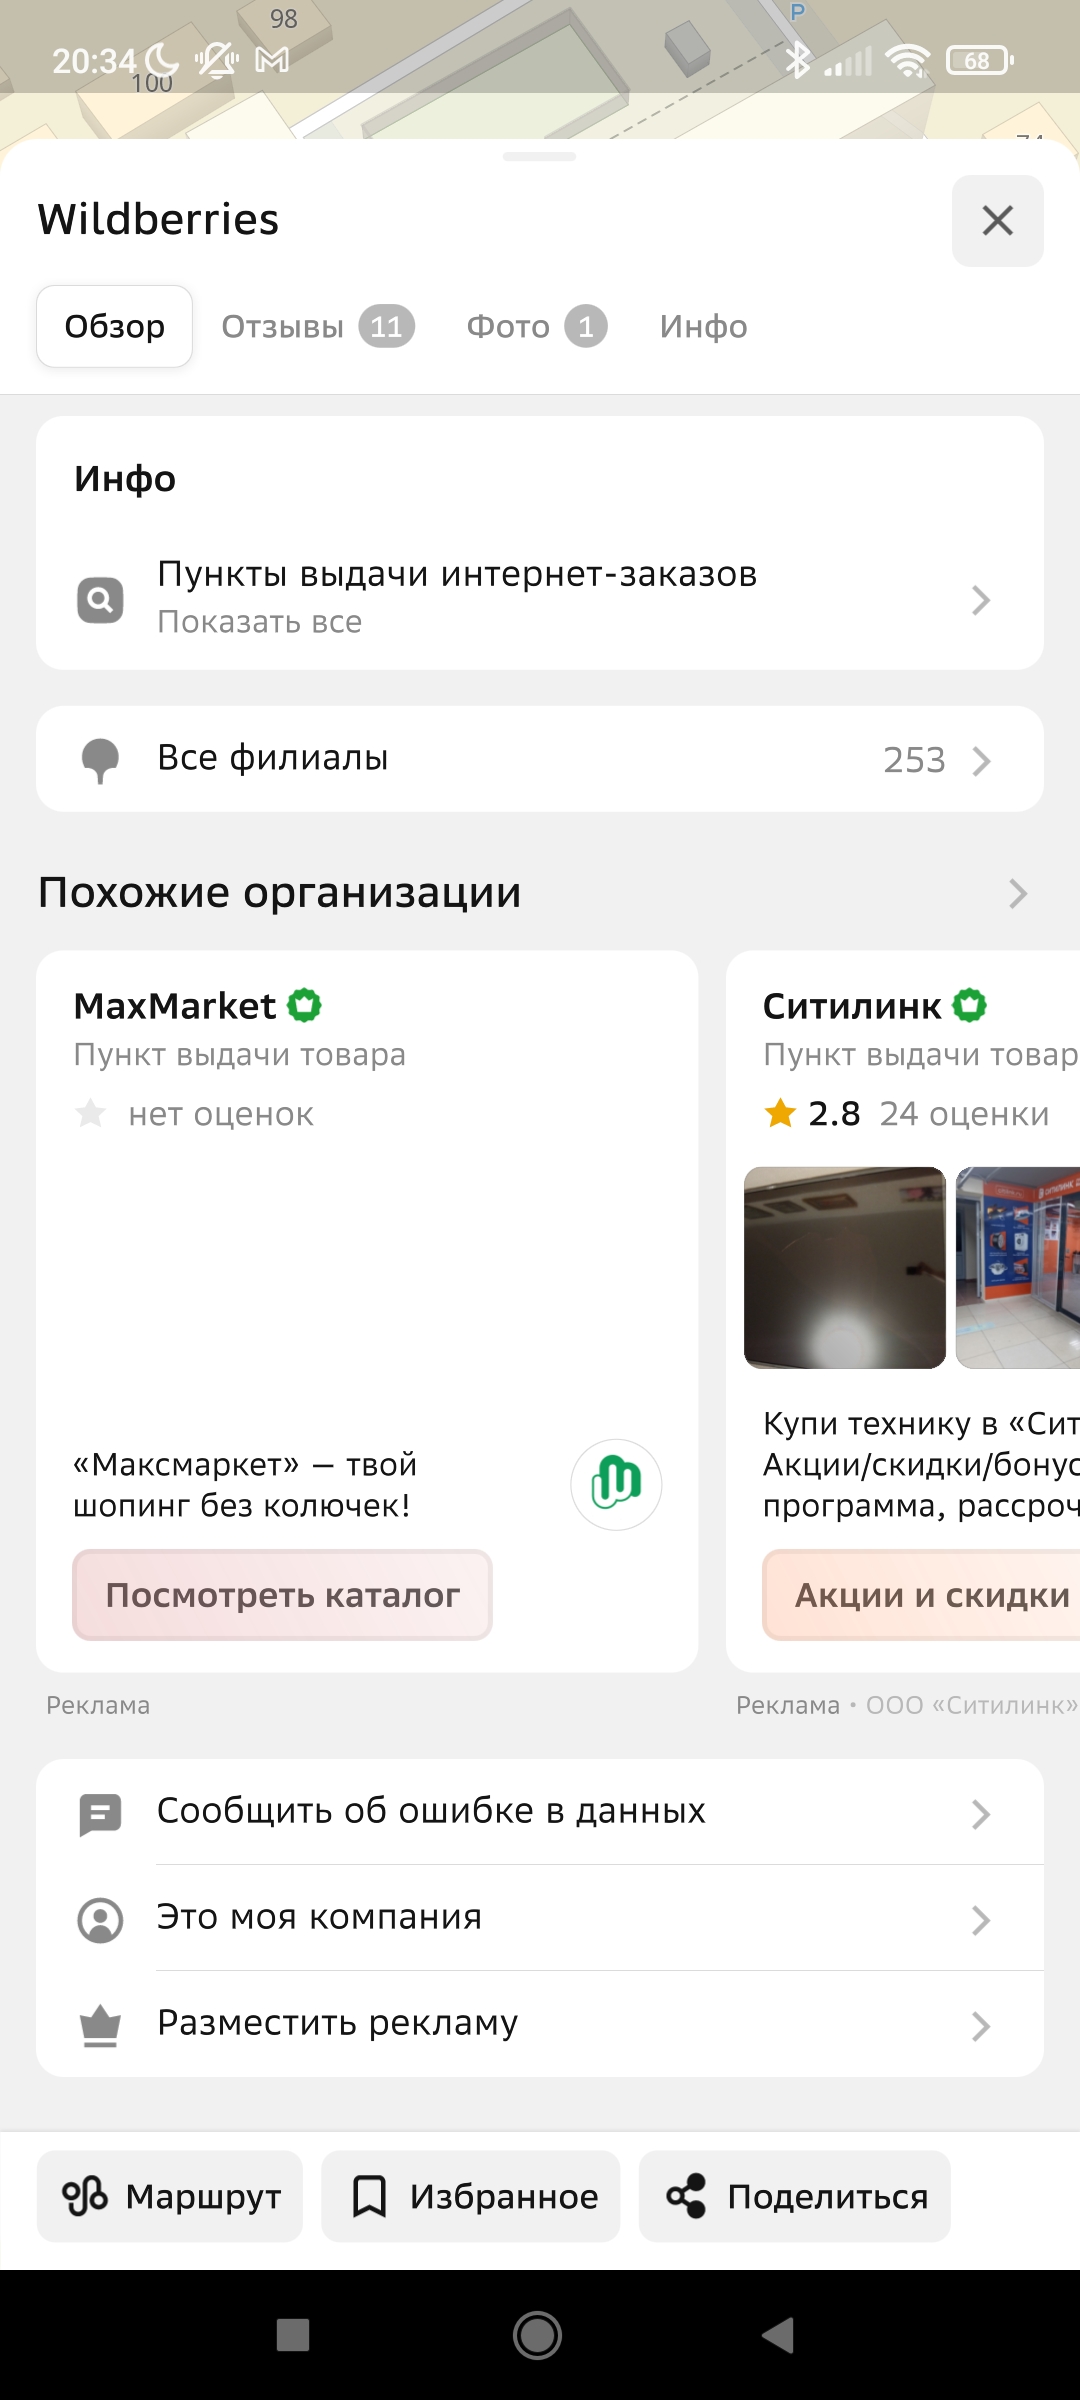 98
P
20:34
68
100
Wildberries
Обзор
Отзывы 11
Фото 1
Инфо
Инфо
Пункты выдачи интернет-заказов
Показать все
Все филиалы
253
Похожие организации
MaxMarket
Пункт выдачи товара
нет оценок
«Максмаркет» — твой
шопинг без колючек!
Посмотреть каталог
Реклама
Ситилинк
Пункт выдачи товар
2.8 24 оценки
Купи технику в «Сит
Акции/скидки/бонус
программа, рассроч
Акции и скидки
Реклама • ООО «Ситилинк»
Сообщить об ошибке в данных
Это моя компания
Разместить рекламу
Маршрут
Избранное
Поделиться